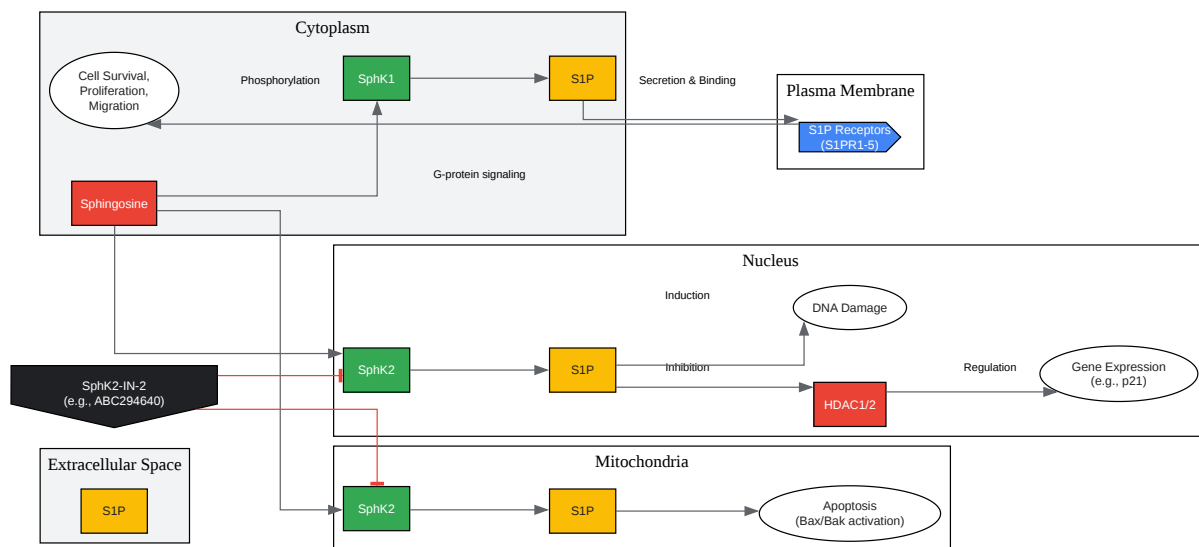 Cytoplasm
Cell Survival,
Proliferation,
Migration
Phosphorylation
SphK1
S1P
Secretion & Binding
Plasma Membrane
S1P Receptors
(S1PR1-5)
G-protein signaling
Sphingosine
Nucleus
Induction
DNA Damage
SphK2
S1P
Inhibition
Regulation
Gene Expression
(e.g., p21)
HDAC1/2
SphK2-IN-2
(e.g., ABC294640)
Extracellular Space
S1P
Mitochondria
SphK2
S1P
Apoptosis
(Bax/Bak activation)